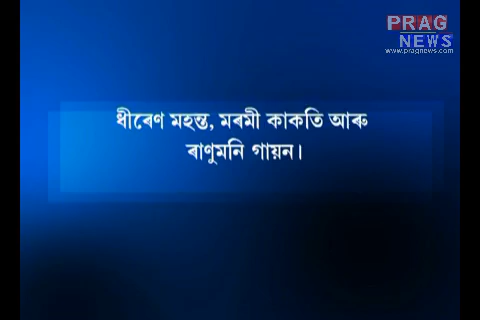 PRAG
NEWS
www.pragnews.com
ধীৰেণ মহন্ত, মৰমী কাকতি আৰু
ৰাণুমনি গায়ন।